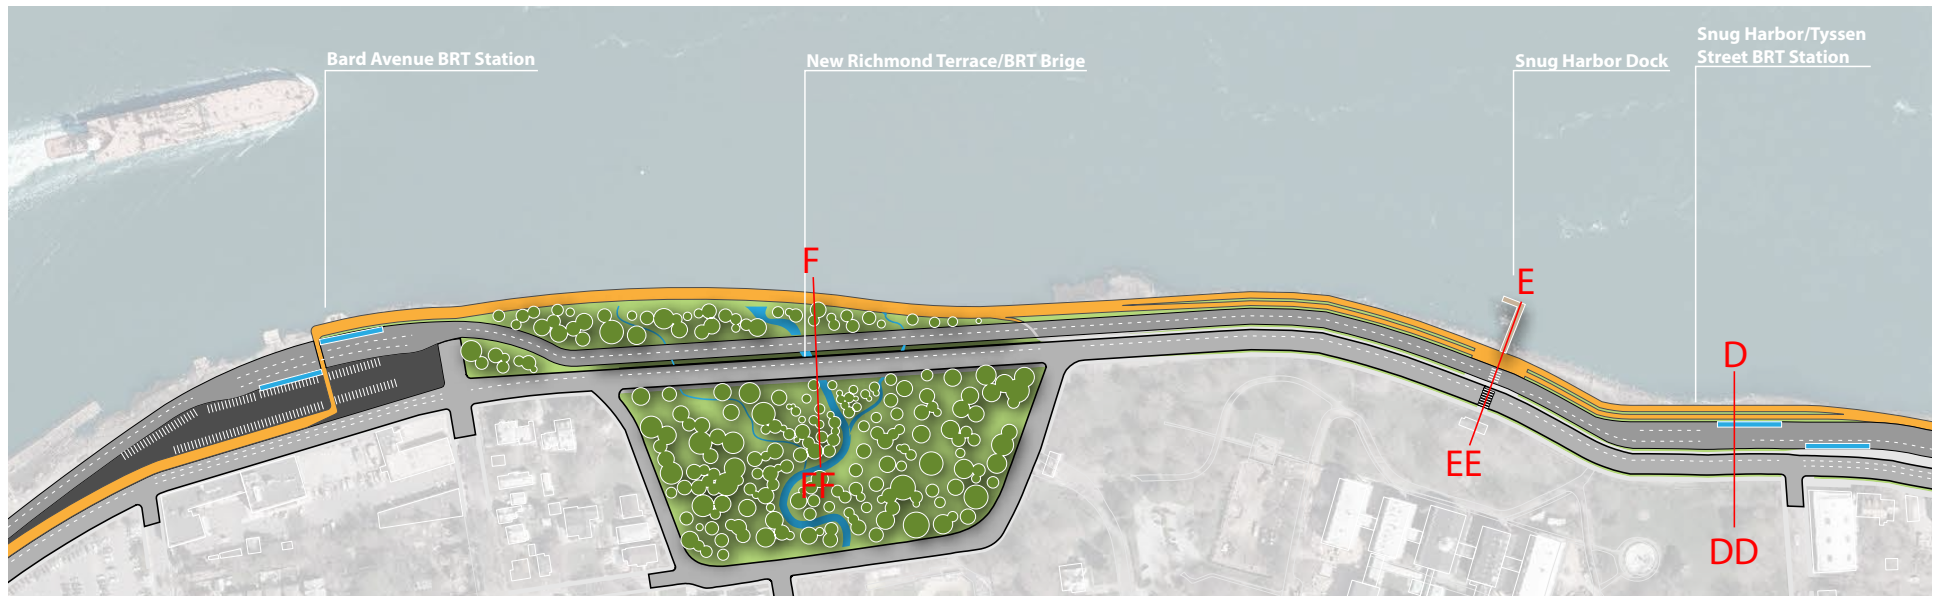 Bard Avenue BRT Station
New Richmond Terrace/BRT Brige
Snug Harbor Dock
Snug Harbor/Tyssen
Street BRT Station
F
E
D
EE
FF
DD